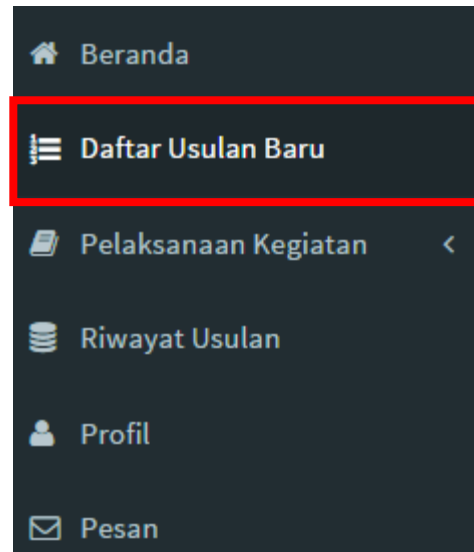 Beranda
Daftar Usulan Baru
Pelaksanaan Kegiatan
Riwayat Usulan
Profil
Pesan